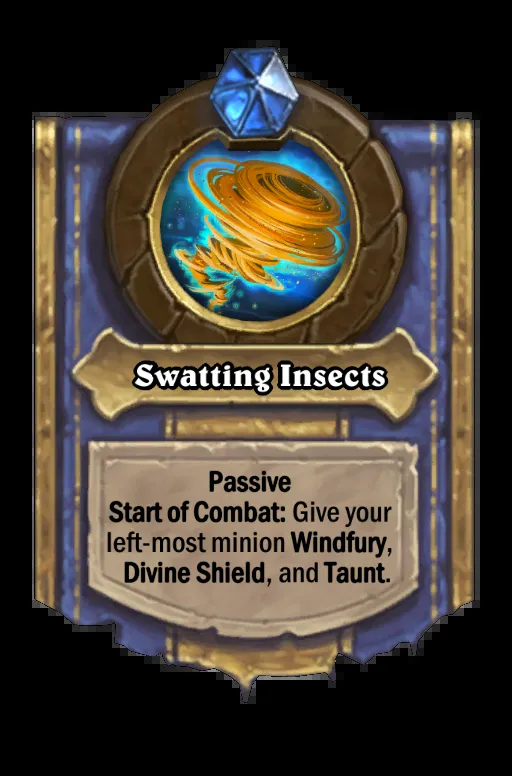 Swatting Insects
Passive
Start of Combat: Give your
left-most minion Windfury,
Divine Shield, and Taunt.